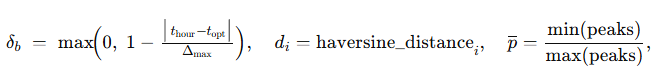 δ_b = max(0, 1 − |t_hour − t_opt| / Δ_max), d_i = haversine_distance_i, p̅ = min(peaks) / max(peaks),